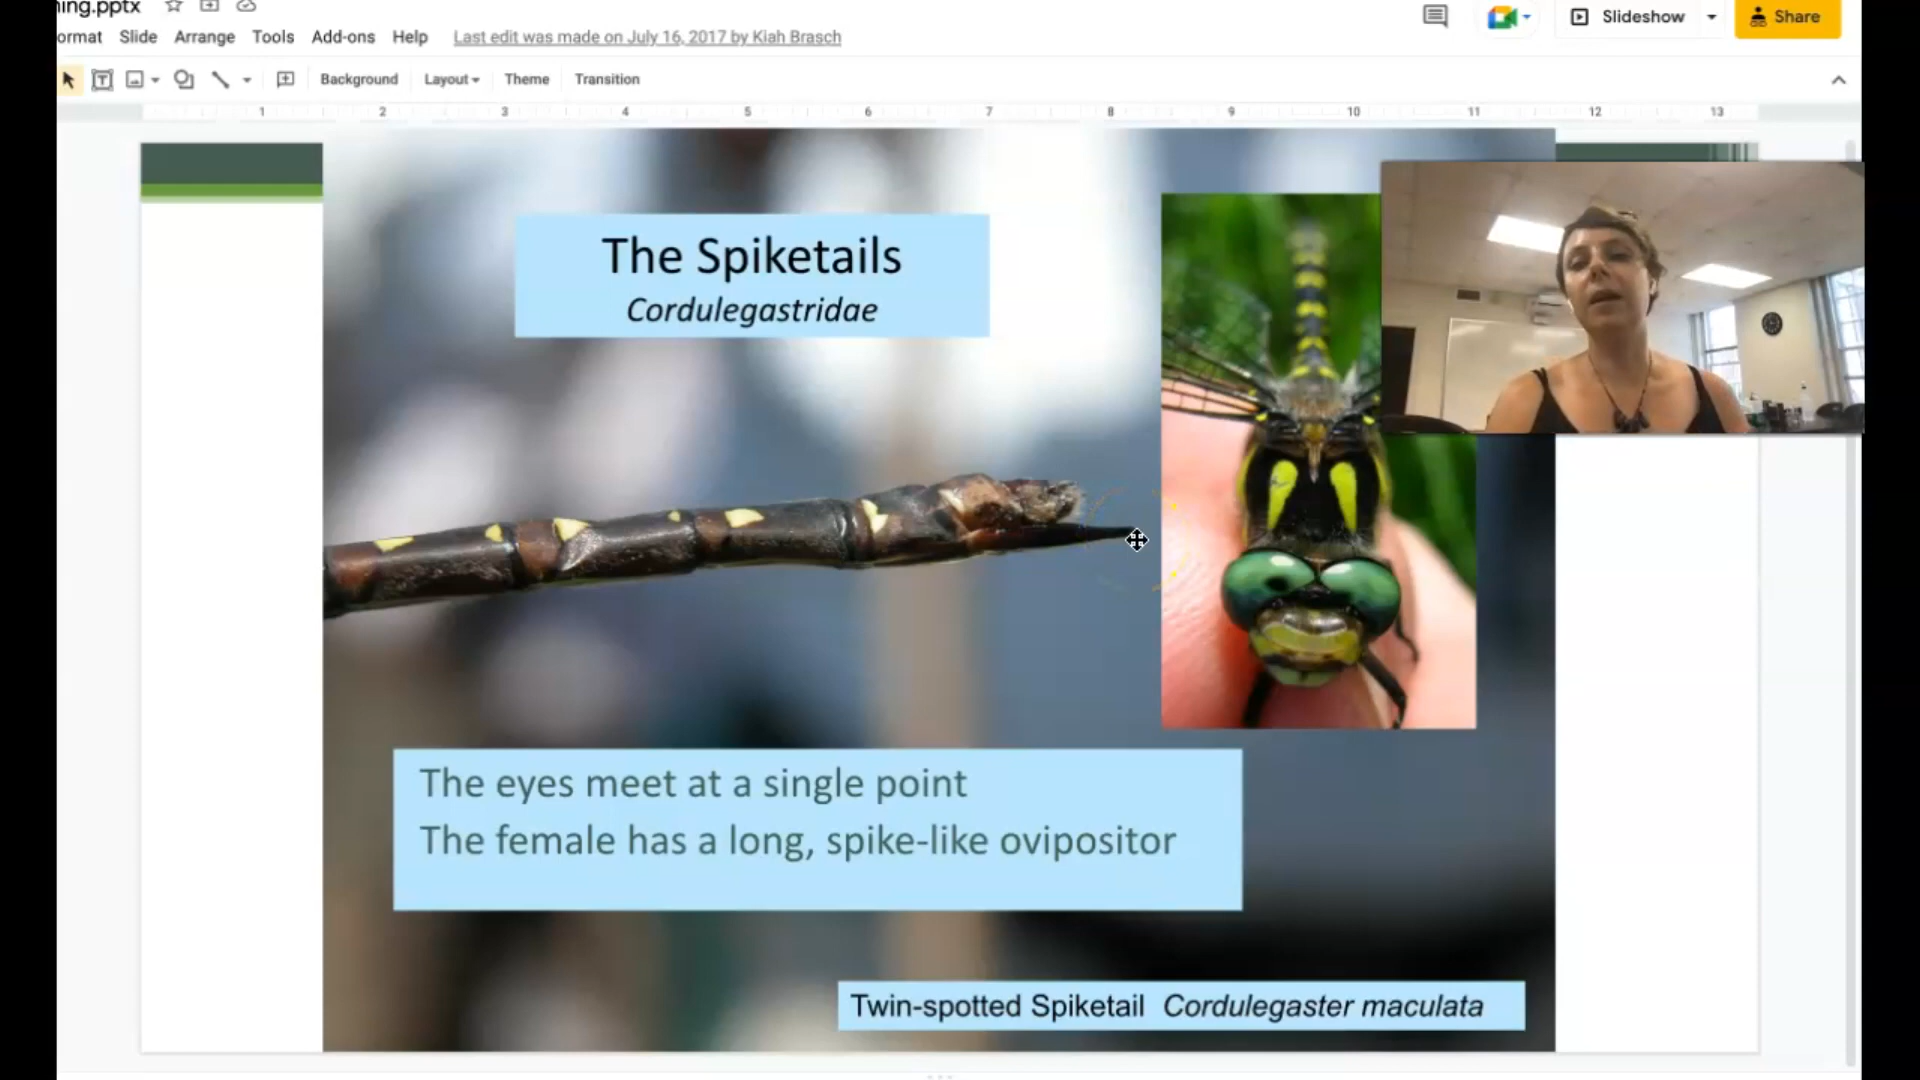 ning.pptx
ormat Slide Arrange Tools Add-ons Help Last edit was made on July 16, 2017 by Kiah Brasch
Slideshow
Share
Background Layout Theme Transition
1 2 3 4 5 6 7 8 9 10 11 12 13
The Spiketails
Cordulegastridae
The eyes meet at a single point
The female has a long, spike-like ovipositor
Twin-spotted Spiketail Cordulegaster maculata